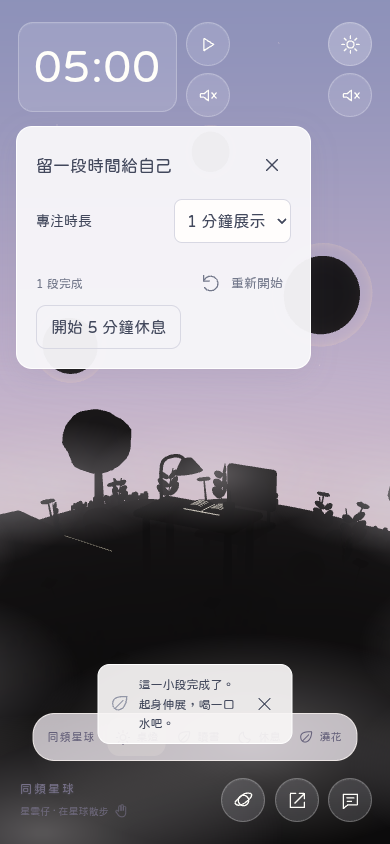 05:00
留一段時間給自己
專注時長
1 分鐘展示
1 段完成
重新開始
開始 5 分鐘休息
這一小段完成了。
起身伸展，喝一口
水吧。
同頻星球
澆花
同頻星球
星雲仔·在星球散步